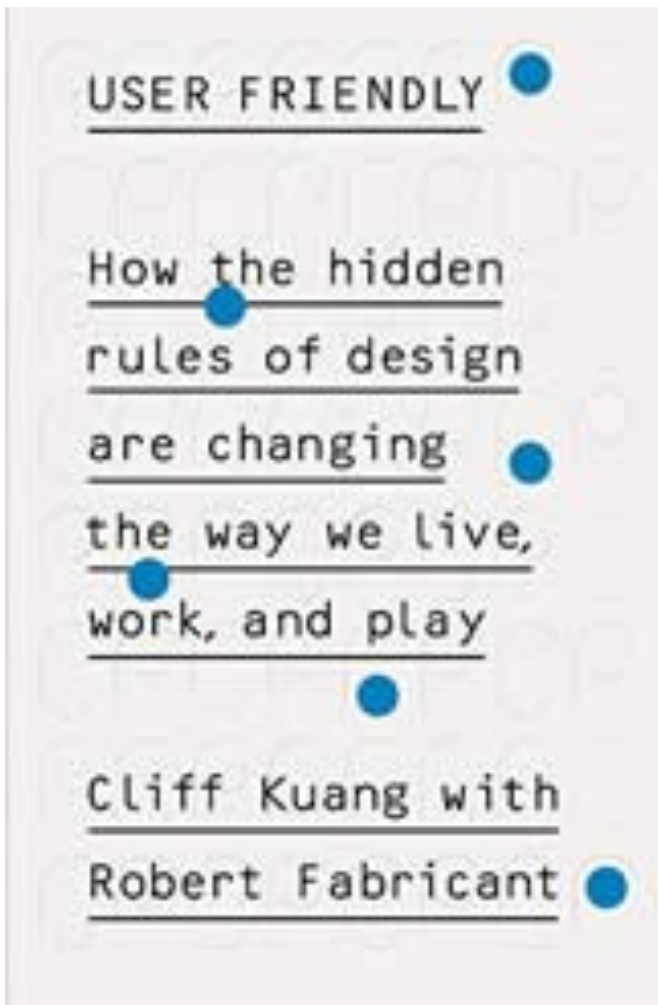 USER FRIENDLY
How the hidden
rules of design
are changing
the way we live,
work, and play
Cliff Kuang with
Robert Fabricant